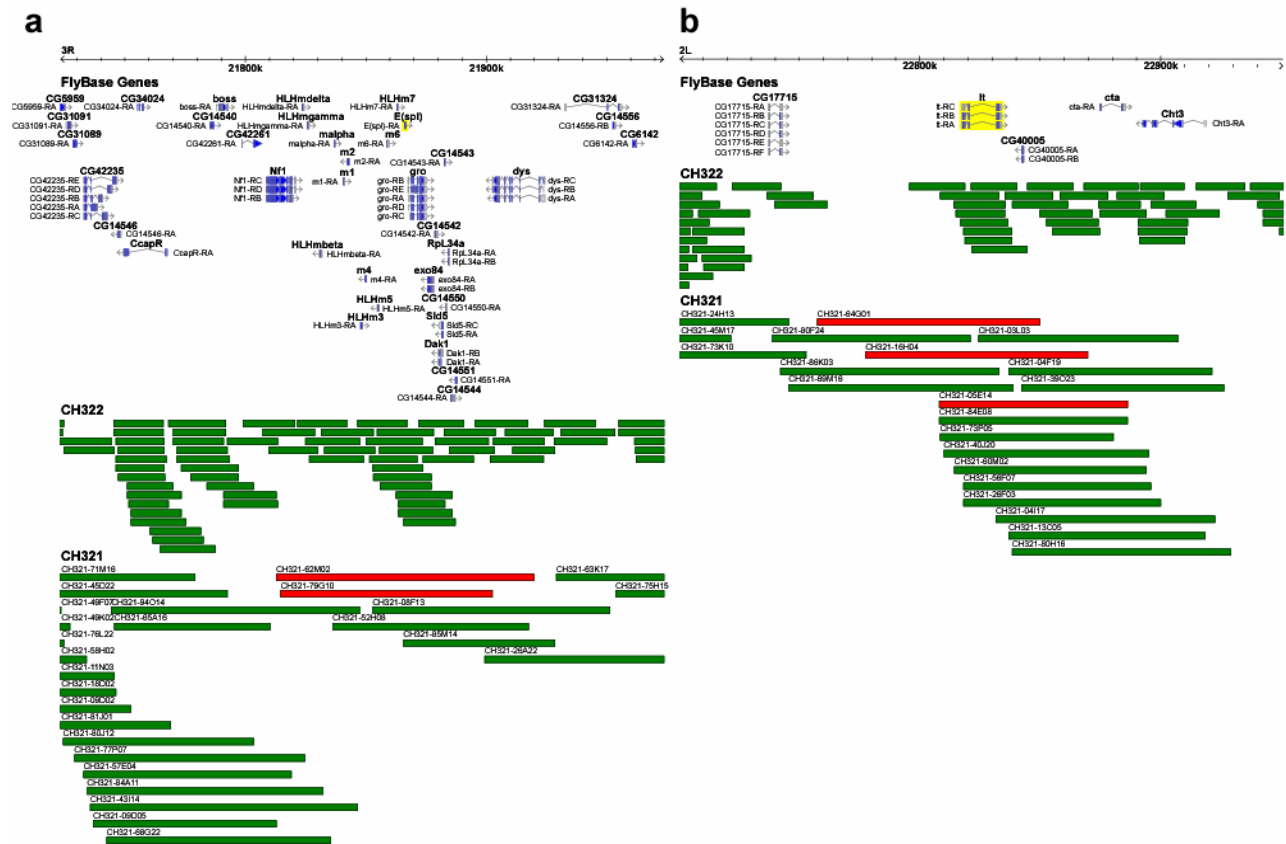 a
3R
21800k 21900k
FlyBase Genes
CG5959 CG34024 boss HLHmdelta HLHm7 CG31324
CG5959-RA CG34024-RA boss-RA HLHmdelta-RA HLHm7-RA CG31324-RA
CG31091 CG14540 HLHmgamma E(spl) CG14556
CG31091-RA CG14540-RA HLHmgamma-RA E(spl)-RA CG14556-RB
CG31089 CG42261 malpha m6 CG6142
CG31089-RA CG42261-RA malpha-RA m6-RA CG6142-RA
m2 CG14543
m2-RA CG14543-RA
CG42235 Nf1 m1 gro dys
CG42235-RE Nf1-RC m1-RA gro-RB dys-RC
CG42235-RD Nf1-RD gro-RE dys-RB
CG42235-RB Nf1-RB gro-RA dys-RA
CG42235-RA gro-RD
CG42235-RC gro-RC
CG14546 CG14542
CG14546-RA CG14542-RA
CcapR HLHmbeta RpL34a
CcapR-RA HLHmbeta-RA RpL34a-RA
RpL34a-RB
m4 exo84
m4-RA exo84-RA
exo84-RB
HLHm5 CG14550
HLHm5-RA CG14550-RA
HLHm3 Sld5
HLHm3-RA Sld5-RC
Sld5-RA
Dak1
Dak1-RB
Dak1-RA
CG14551
CG14551-RA
CG14544
CG14544-RA
CH322
CH321
CH321-71M16 CH321-62M02 CH321-63K17
CH321-45D22 CH321-79G10 CH321-75H15
CH321-49F07 CH321-94O14 CH321-08F13
CH321-49K02 CH321-65A16 CH321-52H08
CH321-76L22 CH321-85M14
CH321-58H02 CH321-26A22
CH321-11N03
CH321-18D02
CH321-09D02
CH321-81J01
CH321-80J12
CH321-77P07
CH321-57E04
CH321-84A11
CH321-43I14
CH321-09D05
CH321-68G22
b
2L
22800k 22900k
FlyBase Genes
CG17715 lt cta
CG17715-RA lt-RC cta-RA
CG17715-RB lt-RB
CG17715-RC lt-RA
Cht3
Cht3-RA
CG17715-RD
CG17715-RE
CG17715-RF
CG40005
CG40005-RA
CG40005-RB
CH322
CH321
CH321-24H13 CH321-64G01
CH321-45M17 CH321-80F24 CH321-03L03
CH321-73K10 CH321-16H04
CH321-86K03 CH321-04F19
CH321-69M16 CH321-39O23
CH321-05E14
CH321-84E08
CH321-73P05
CH321-40J20
CH321-60M02
CH321-56F07
CH321-26F03
CH321-04I17
CH321-13C05
CH321-80H16